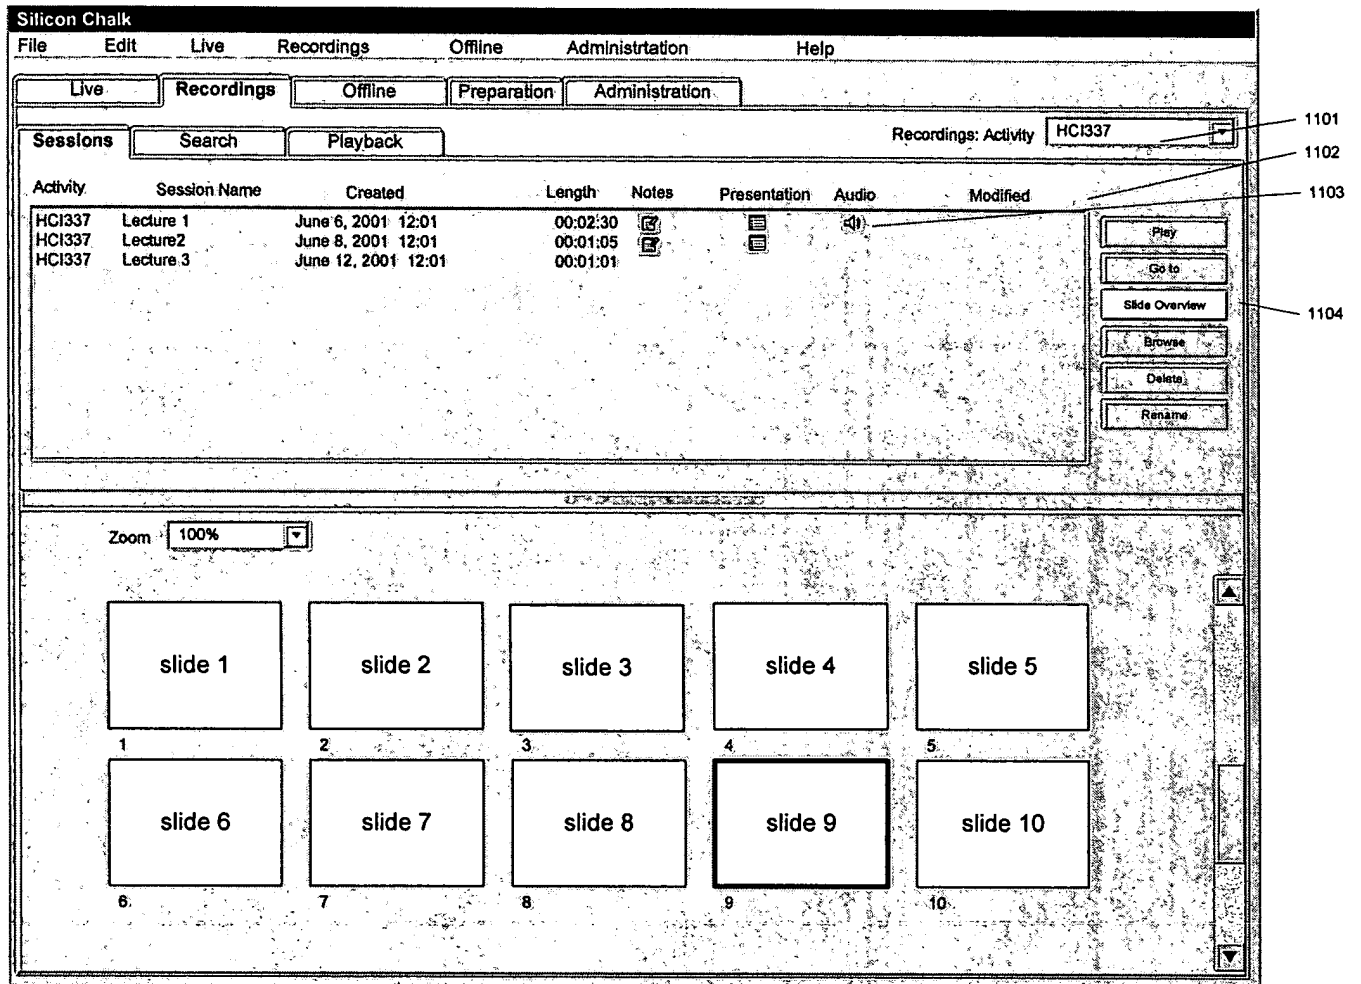 Silicon Chalk
File Edit Live Recordings Offline Administrtation Help
Live Recordings Offline Preparation Administration
Sessions Search Playback Recordings: Activity HCI337 1101
1102
Activity Session Name Created Length Notes Presentation Audio Modified 1103
HCI337 Lecture 1 June 6, 2001 12:01 00:02:30
HCI337 Lecture2 June 8, 2001 12:01 00:01:05
HCI337 Lecture 3 June 12, 2001 12:01 00:01:01
Play
Go to
Slide Overview 1104
Browse
Delete
Rename
Zoom 100%
slide 1 slide 2 slide 3 slide 4 slide 5
1 2 3 4 5
slide 6 slide 7 slide 8 slide 9 slide 10
6 7 8 9 10